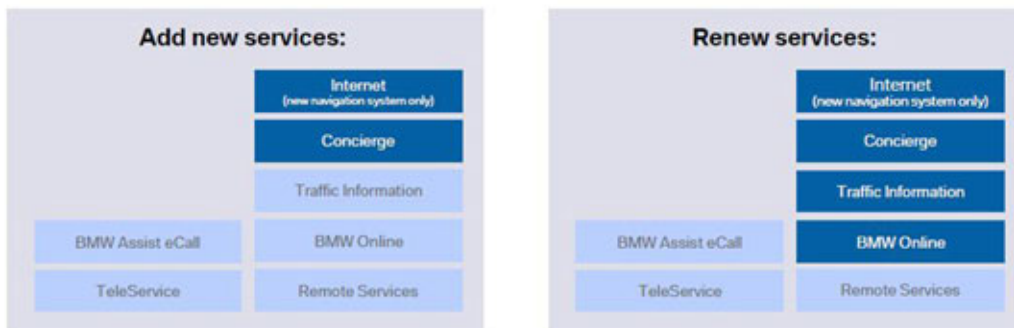 Add new services:
Internet
(new navigation system only)
Concierge
Traffic Information
BMW Assist eCall
BMW Online
TeleService
Remote Services
Renew services:
Internet
(new navigation system only)
Concierge
Traffic Information
BMW Assist eCall
BMW Online
TeleService
Remote Services